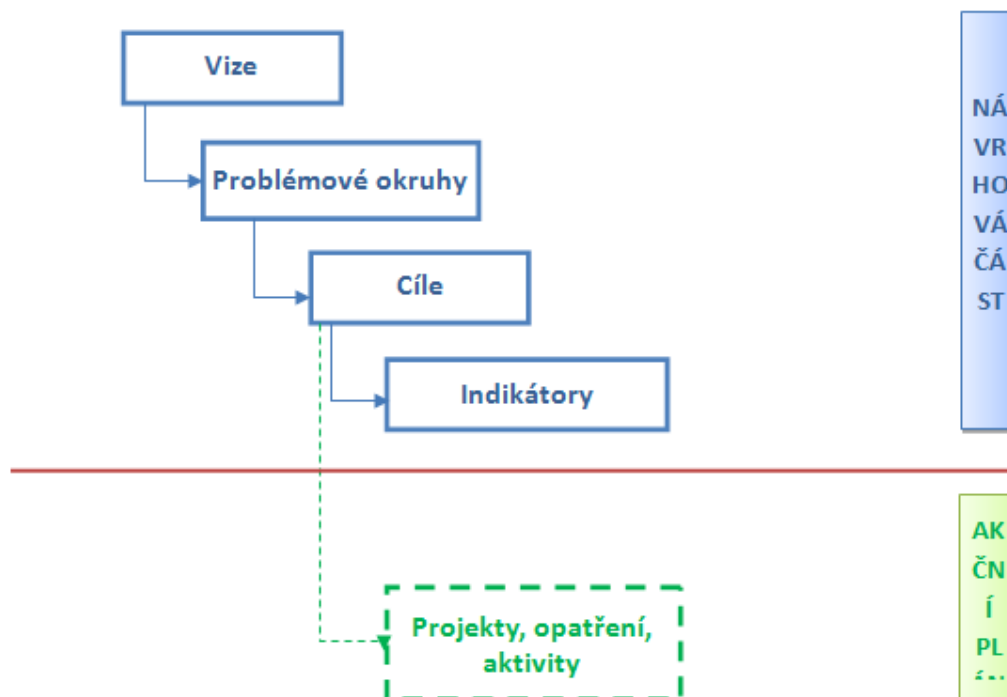 Vize
Problémové okruhy
Cíle
Indikátory
NÁ
VR
HO
VÁ
ČÁ
ST
Projekty, opatření,
aktivity
AK
ČN
Í
PL